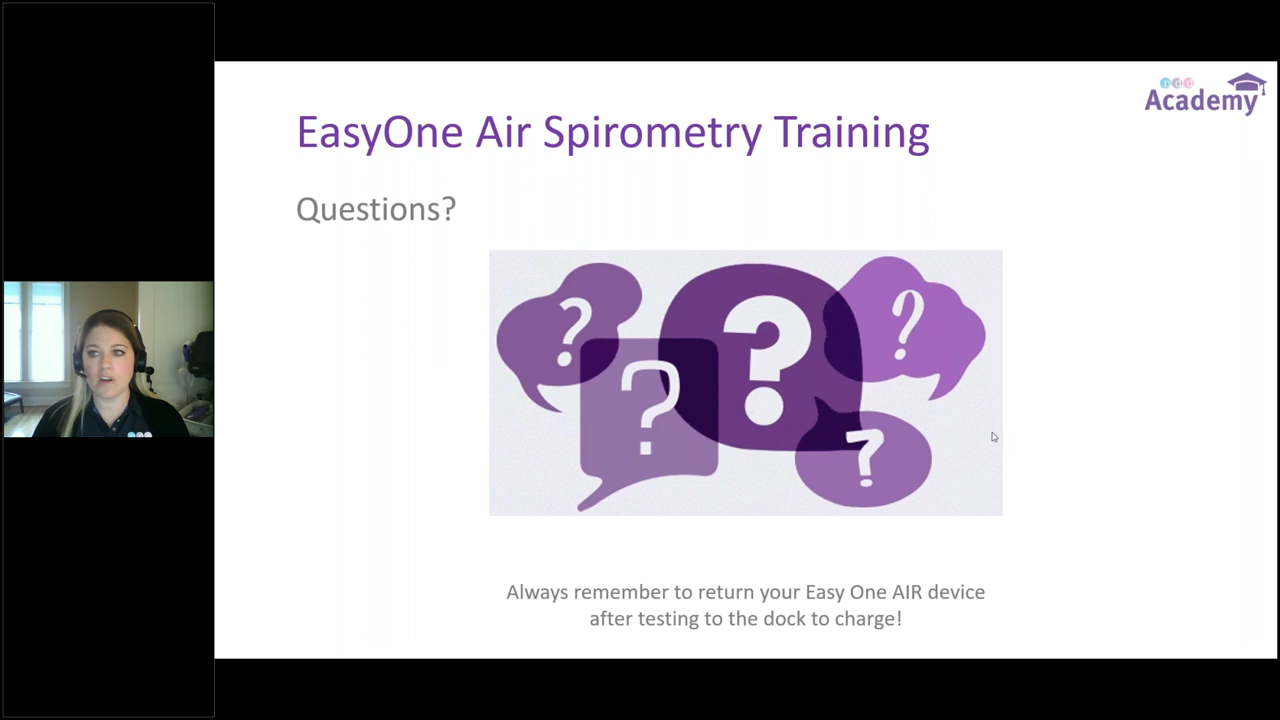 ndd
Academy
EasyOne Air Spirometry Training
Questions?
?
?
?
?
?
Always remember to return your Easy One AIR device
after testing to the dock to charge!